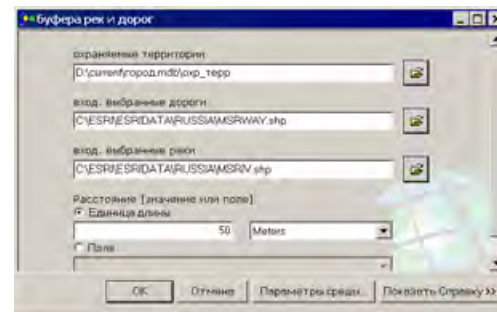 Буфера рек и дорог
охраняемые территории
D:\current\город.mdb\охр_терр
вход. выбранные дороги
C:\ESRI\ESRIDATA\RUSSIA\MSRWAY.shp
вход. выбранные реки
C:\ESRI\ESRIDATA\RUSSIA\MSRIV.shp
Расстояние [значение или поле]
Единица длины
50 Meters
Поле
OK Отмена Параметры среды... Показать Справку >>